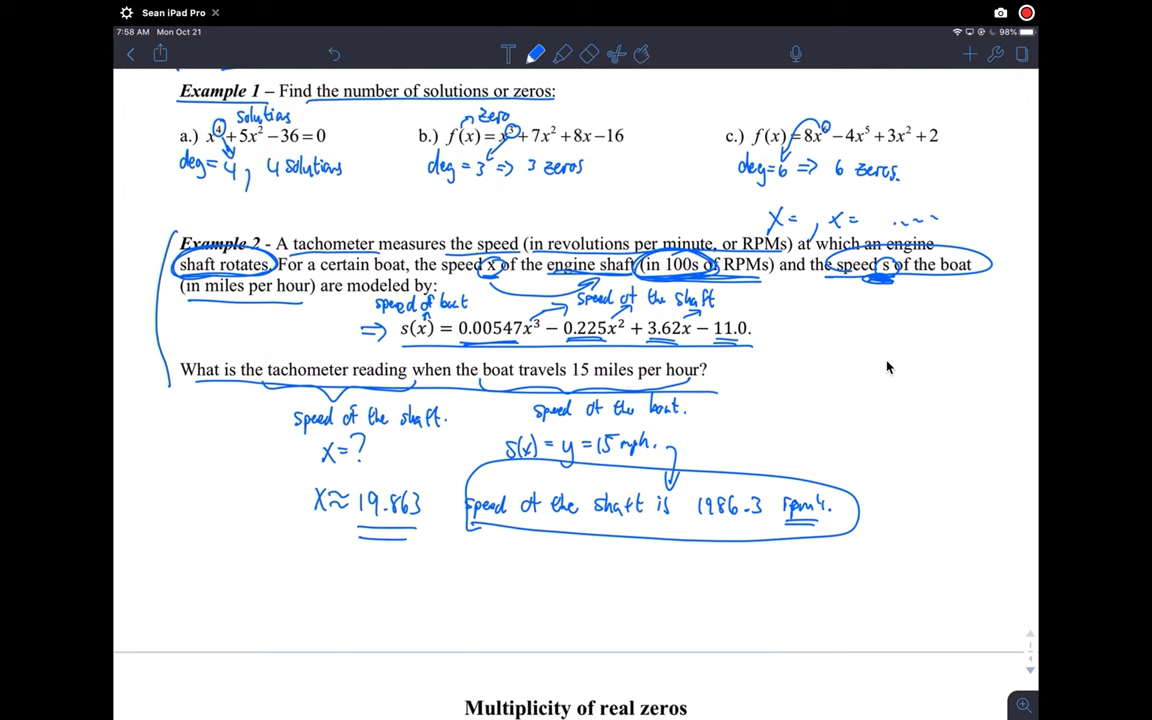 Sean iPad Pro ×
7:58 AM Mon Oct 21
98%
T
Example 1 – Find the number of solutions or zeros:
solutions
zero
a.) x⁴ + 5x² − 36 = 0
b.) f(x) = x³ + 7x² + 8x − 16
c.) f(x) = 8x⁶ − 4x⁵ + 3x² + 2
deg = 4, 4 solutions
deg = 3 ⇒ 3 zeros
deg = 6 ⇒ 6 zeros.
x = , x = ....
Example 2 - A tachometer measures the speed (in revolutions per minute, or RPMs) at which an engine
shaft rotates. For a certain boat, the speed x of the engine shaft (in 100s of RPMs) and the speed s of the boat
(in miles per hour) are modeled by:
speed of boat
speed of the shaft
⇒ s(x) = 0.00547x³ − 0.225x² + 3.62x − 11.0.
What is the tachometer reading when the boat travels 15 miles per hour?
speed of the shaft.
speed of the boat.
x = ?
s(x) = y = 15 mph.
x ≈ 19.863
speed of the shaft is 1986.3 rpm's.
Multiplicity of real zeros